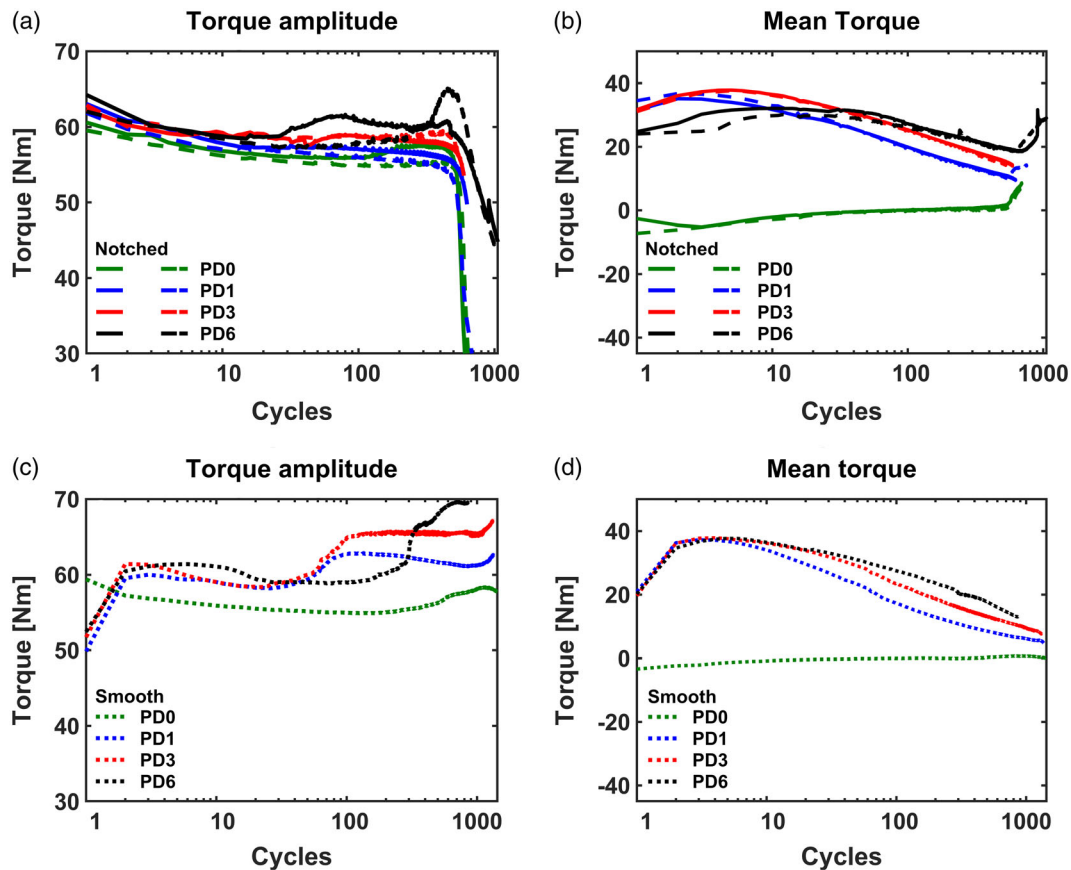 (a) Torque amplitude
70
60
50
40
30
Torque [Nm]
Notched
PD0
PD1
PD3
PD6
1 10 100 1000
Cycles
(b) Mean Torque
40
20
0
-20
-40
Torque [Nm]
Notched
PD0
PD1
PD3
PD6
1 10 100 1000
Cycles
(c) Torque amplitude
70
60
50
40
30
Torque [Nm]
Smooth
PD0
PD1
PD3
PD6
1 10 100 1000
Cycles
(d) Mean torque
40
20
0
-20
-40
Torque [Nm]
Smooth
PD0
PD1
PD3
PD6
1 10 100 1000
Cycles